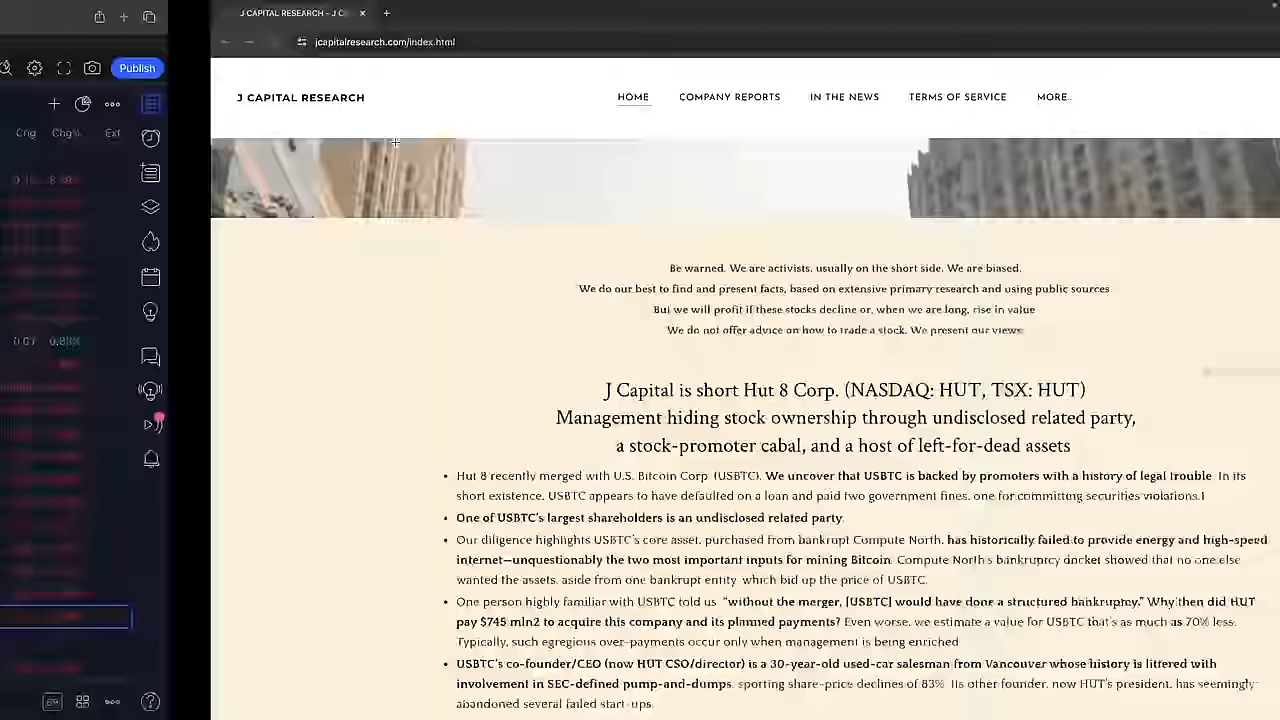 J CAPITAL RESEARCH – J C
jcapitalresearch.com/index.html
Publish
J CAPITAL RESEARCH
HOME
COMPANY REPORTS
IN THE NEWS
TERMS OF SERVICE
MORE..
Chg
Chg%
Ext
Be warned. We are activists, usually on the short side. We are biased.
We do our best to find and present facts, based on extensive primary research and using public sources
But we will profit if these stocks decline or, when we are long, rise in value
We do not offer advice on how to trade a stock. We present our views.
J Capital is short Hut 8 Corp. (NASDAQ: HUT, TSX: HUT)
Management hiding stock ownership through undisclosed related party,
a stock-promoter cabal, and a host of left-for-dead assets
• Hut 8 recently merged with U.S. Bitcoin Corp (USBTC). We uncover that USBTC is backed by promoters with a history of legal trouble. In its
short existence, USBTC appears to have defaulted on a loan and paid two government fines, one for committing securities violations.1
• One of USBTC's largest shareholders is an undisclosed related party.
• Our diligence highlights USBTC's core asset, purchased from bankrupt Compute North, has historically failed to provide energy and high-speed
internet—unquestionably the two most important inputs for mining Bitcoin. Compute North's bankruptcy docket showed that no one else
wanted the assets, aside from one bankrupt entity, which bid up the price of USBTC.
• One person highly familiar with USBTC told us "without the merger, [USBTC] would have done a structured bankruptcy." Why then did HUT
pay $745 mln2 to acquire this company and its planned payments? Even worse, we estimate a value for USBTC that's as much as 70% less.
Typically, such egregious over-payments occur only when management is being enriched
• USBTC's co-founder/CEO (now HUT CSO/director) is a 30-year-old used-car salesman from Vancouver whose history is littered with
involvement in SEC-defined pump-and-dumps, sporting share-price declines of 83%. Its other founder, now HUT's president, has seemingly
abandoned several failed start-ups.